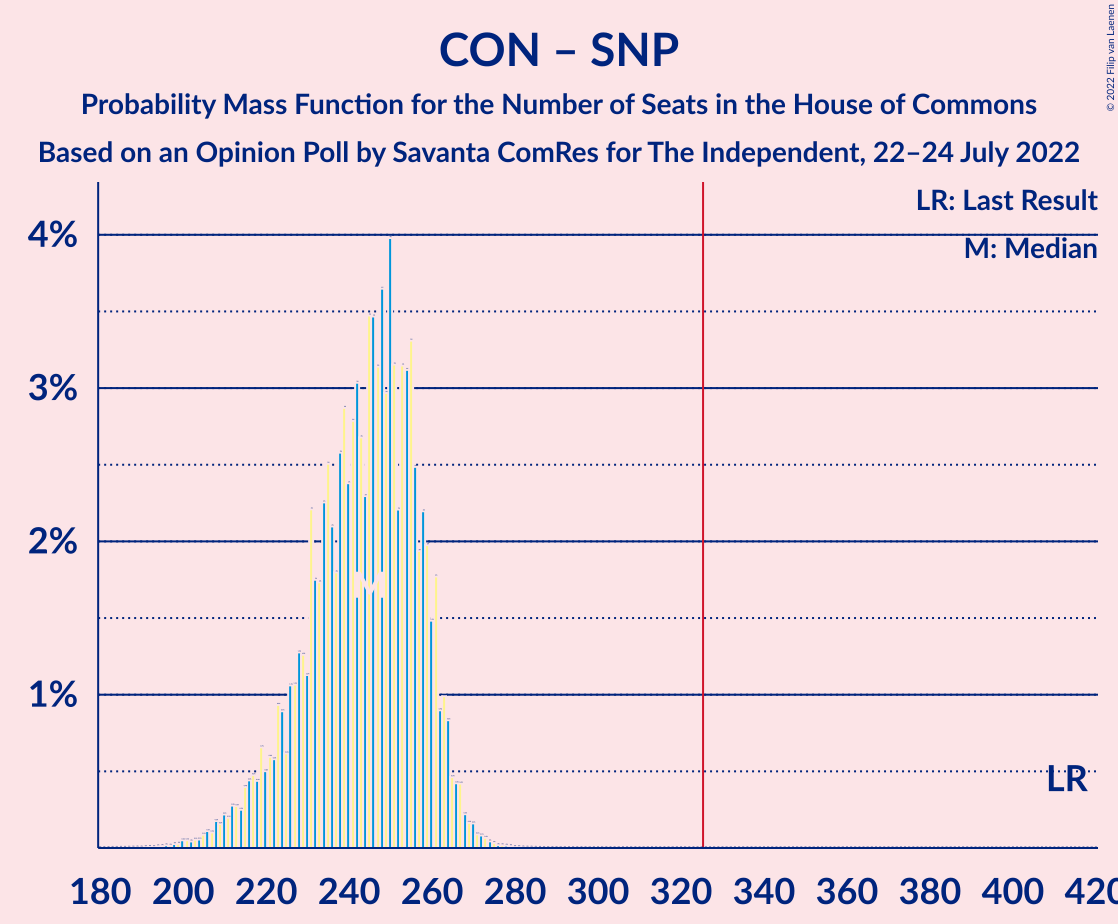 CON – SNP
Probability Mass Function for the Number of Seats in the House of Commons
Based on an Opinion Poll by Savanta ComRes for The Independent, 22–24 July 2022
© 2022 Filip van Laenen
LR: Last Result
M: Median
4%
3%
2%
1%
M
LR
180 200 220 240 260 280 300 320 340 360 380 400 420